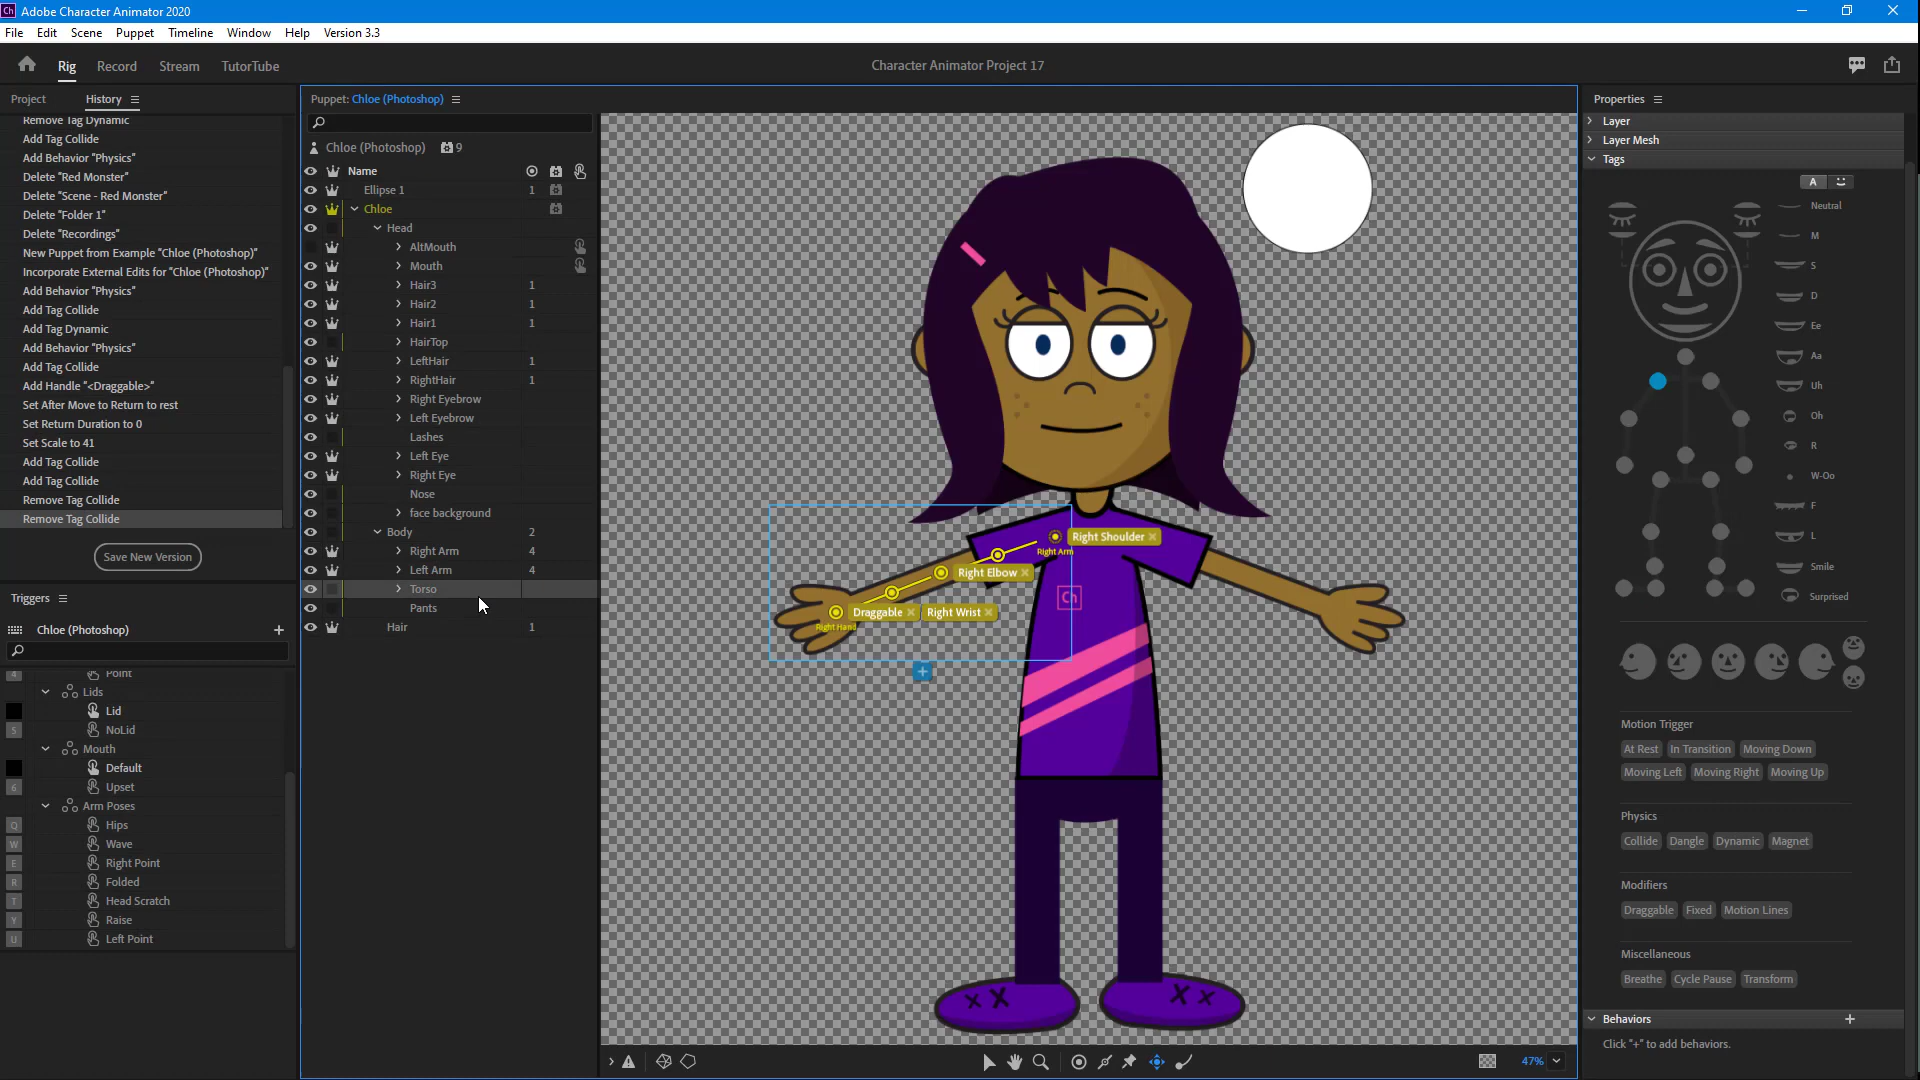 Ch Adobe Character Animator 2020
File Edit Scene Puppet Timeline Window Help Version 3.3
Rig Record Stream TutorTube
Character Animator Project 17
Project History
Remove Tag Dynamic
Add Tag Collide
Add Behavior "Physics"
Delete "Red Monster"
Delete "Scene - Red Monster"
Delete "Folder 1"
Delete "Recordings"
New Puppet from Example "Chloe (Photoshop)"
Incorporate External Edits for "Chloe (Photoshop)"
Add Behavior "Physics"
Add Tag Collide
Add Tag Dynamic
Add Behavior "Physics"
Add Tag Collide
Add Handle "<Draggable>"
Set After Move to Return to rest
Set Return Duration to 0
Set Scale to 41
Add Tag Collide
Add Tag Collide
Remove Tag Collide
Remove Tag Collide
Save New Version
Triggers
Chloe (Photoshop) +
4 Point
Lids
Lid
5 NoLid
Mouth
Default
6 Upset
Arm Poses
Q Hips
W Wave
E Right Point
R Folded
T Head Scratch
Y Raise
U Left Point
Puppet: Chloe (Photoshop)
Chloe (Photoshop) 9
Name
Ellipse 1 1
Chloe
Head
AltMouth
Mouth
Hair3 1
Hair2 1
Hair1 1
HairTop
LeftHair 1
RightHair 1
Right Eyebrow
Left Eyebrow
Lashes
Left Eye
Right Eye
Nose
face background
Body 2
Right Arm 4
Left Arm 4
Torso
Pants
Hair 1
Right Shoulder ×
Right Arm
Right Elbow ×
Draggable × Right Wrist ×
Right Hand
Ch
47%
Properties
Layer
Layer Mesh
Tags
A
Neutral
M
S
D
Ee
Aa
Uh
Oh
R
W-Oo
F
L
Smile
Surprised
Motion Trigger
At Rest In Transition Moving Down
Moving Left Moving Right Moving Up
Physics
Collide Dangle Dynamic Magnet
Modifiers
Draggable Fixed Motion Lines
Miscellaneous
Breathe Cycle Pause Transform
Behaviors +
Click "+" to add behaviors.